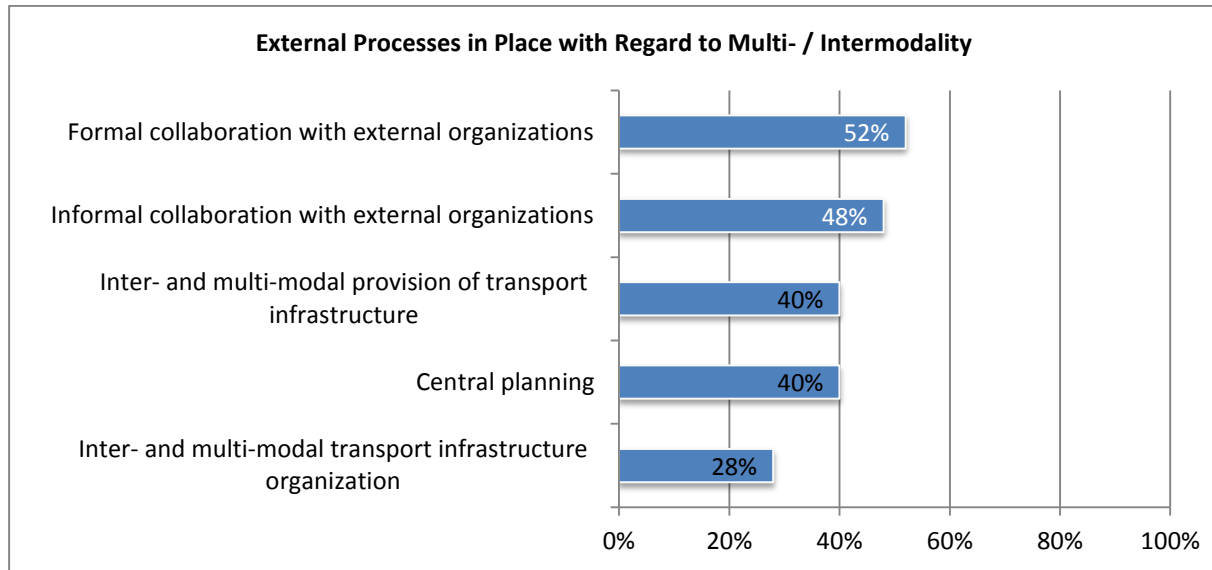 External Processes in Place with Regard to Multi- / Intermodality
Formal collaboration with external organizations
52%
Informal collaboration with external organizations
48%
Inter- and multi-modal provision of transport
infrastructure
40%
Central planning
40%
Inter- and multi-modal transport infrastructure
organization
28%
0% 20% 40% 60% 80% 100%